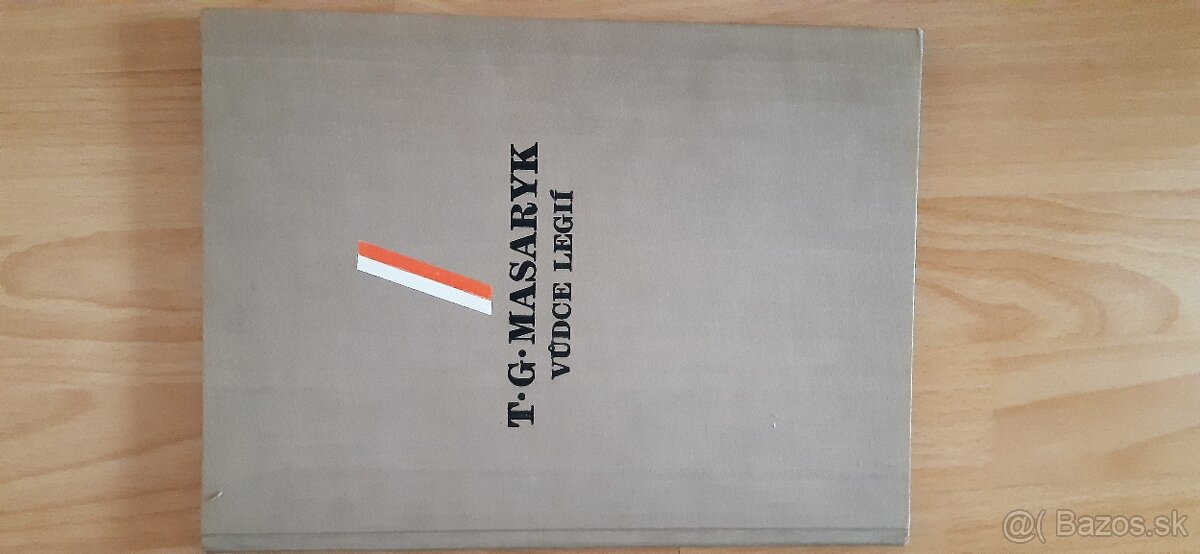 T·G·MASARYK
VŮDCE LEGIÍ
@( Bazos.sk